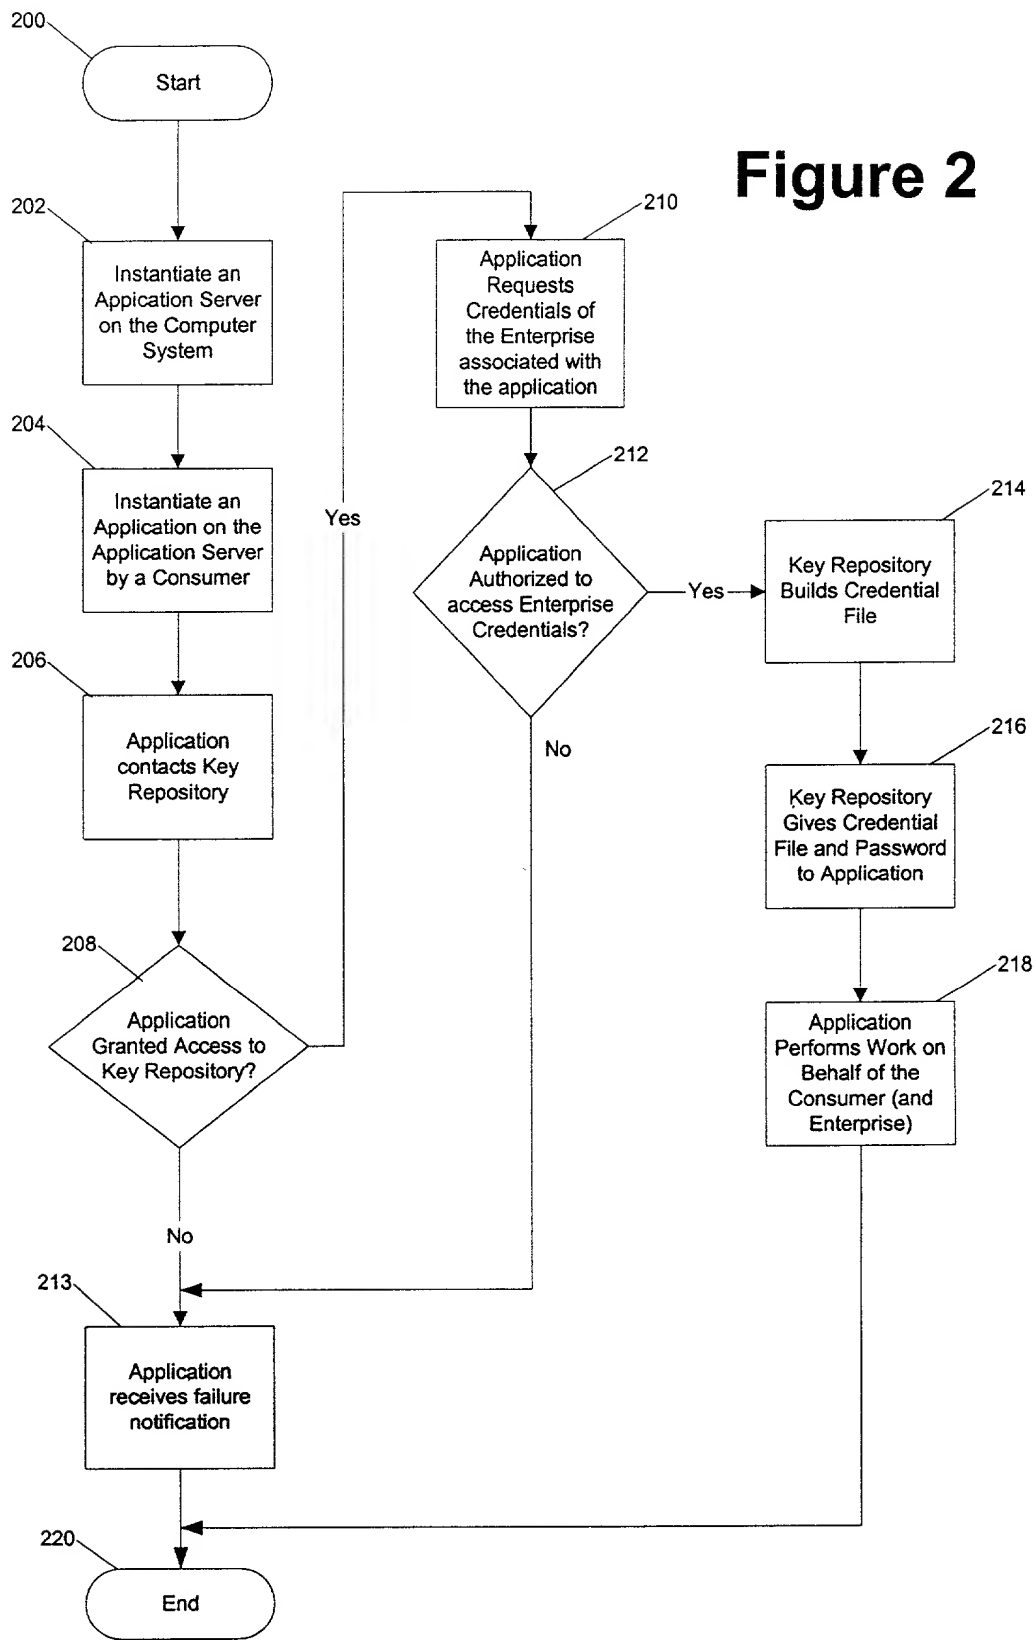 200
Start
Figure 2
202
Instantiate an
Appication Server
on the Computer
System
204
Instantiate an
Application on the
Application Server
by a Consumer
206
Application
contacts Key
Repository
208
Application
Granted Access to
Key Repository?
Yes
No
210
Application
Requests
Credentials of
the Enterprise
associated with
the application
212
Application
Authorized to
access Enterprise
Credentials?
Yes
No
213
Application
receives failure
notification
214
Key Repository
Builds Credential
File
216
Key Repository
Gives Credential
File and Password
to Application
218
Application
Performs Work on
Behalf of the
Consumer (and
Enterprise)
220
End